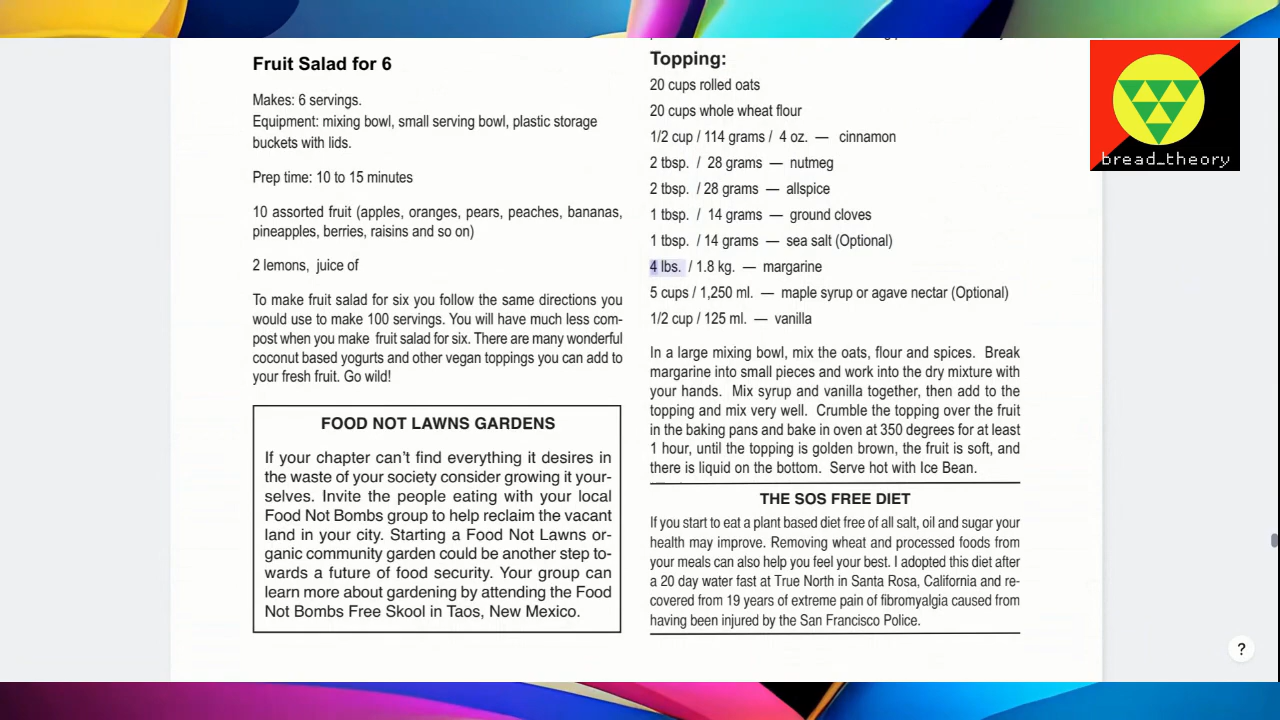 Fruit Salad for 6
Makes: 6 servings.
Equipment: mixing bowl, small serving bowl, plastic storage
buckets with lids.
Prep time: 10 to 15 minutes
10 assorted fruit (apples, oranges, pears, peaches, bananas,
pineapples, berries, raisins and so on)
2 lemons, juice of
To make fruit salad for six you follow the same directions you
would use to make 100 servings. You will have much less com-
post when you make fruit salad for six. There are many wonderful
coconut based yogurts and other vegan toppings you can add to
your fresh fruit. Go wild!
FOOD NOT LAWNS GARDENS
If your chapter can't find everything it desires in
the waste of your society consider growing it your-
selves. Invite the people eating with your local
Food Not Bombs group to help reclaim the vacant
land in your city. Starting a Food Not Lawns or-
ganic community garden could be another step to-
wards a future of food security. Your group can
learn more about gardening by attending the Food
Not Bombs Free Skool in Taos, New Mexico.
Topping:
20 cups rolled oats
20 cups whole wheat flour
1/2 cup / 114 grams / 4 oz. — cinnamon
2 tbsp. / 28 grams — nutmeg
2 tbsp. / 28 grams — allspice
1 tbsp. / 14 grams — ground cloves
1 tbsp. / 14 grams — sea salt (Optional)
4 lbs. / 1.8 kg. — margarine
5 cups / 1,250 ml. — maple syrup or agave nectar (Optional)
1/2 cup / 125 ml. — vanilla
In a large mixing bowl, mix the oats, flour and spices. Break
margarine into small pieces and work into the dry mixture with
your hands. Mix syrup and vanilla together, then add to the
topping and mix very well. Crumble the topping over the fruit
in the baking pans and bake in oven at 350 degrees for at least
1 hour, until the topping is golden brown, the fruit is soft, and
there is liquid on the bottom. Serve hot with Ice Bean.
THE SOS FREE DIET
If you start to eat a plant based diet free of all salt, oil and sugar your
health may improve. Removing wheat and processed foods from
your meals can also help you feel your best. I adopted this diet after
a 20 day water fast at True North in Santa Rosa, California and re-
covered from 19 years of extreme pain of fibromyalgia caused from
having been injured by the San Francisco Police.
bread_theory
?